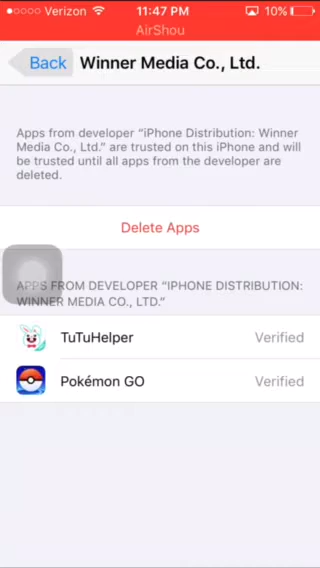 Verizon 11:47 PM 10%
AirShou
Back Winner Media Co., Ltd.
Apps from developer “iPhone Distribution: Winner
Media Co., Ltd.” are trusted on this iPhone and will
be trusted until all apps from the developer are
deleted.
Delete Apps
APPS FROM DEVELOPER “IPHONE DISTRIBUTION:
WINNER MEDIA CO., LTD.”
TuTuHelper Verified
Pokémon GO Verified